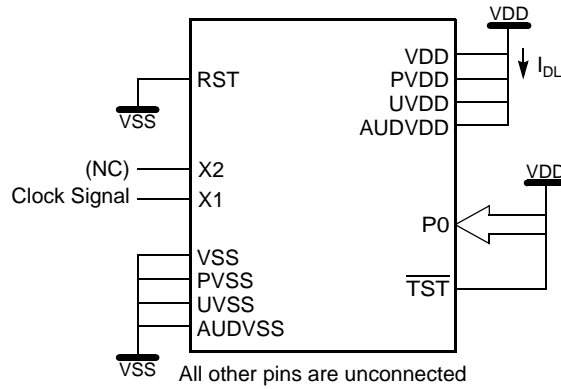 VDD
VDD
PVDD
UVDD
AUDVDD
I_DL
RST
VSS
(NC)
X2
Clock Signal
X1
VDD
P0
TST
VSS
PVSS
UVSS
AUDVSS
VSS
All other pins are unconnected